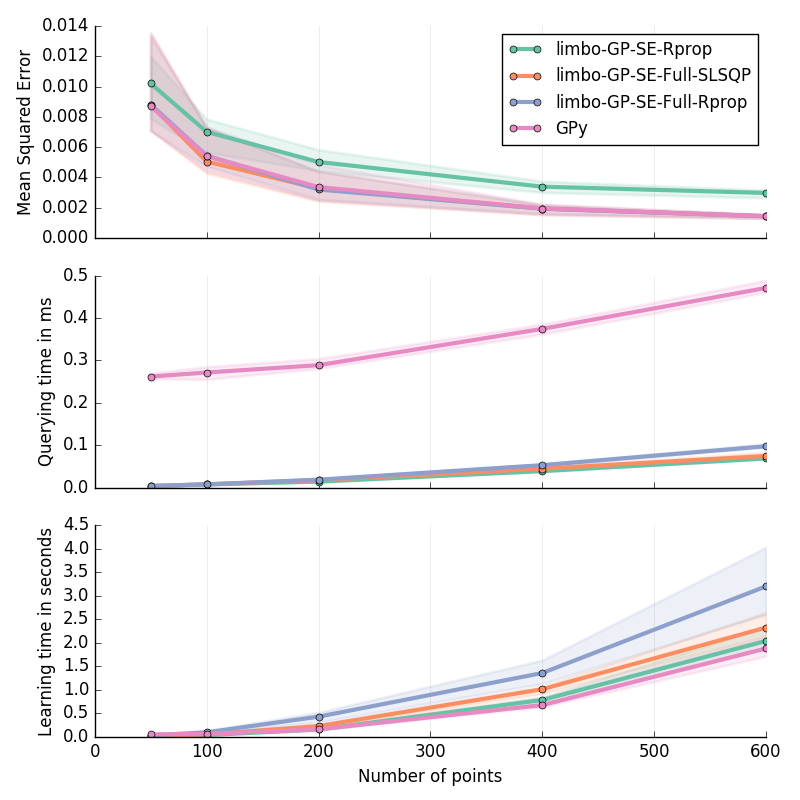 Mean Squared Error
0.014
0.012
0.010
0.008
0.006
0.004
0.002
0.000
limbo-GP-SE-Rprop
limbo-GP-SE-Full-SLSQP
limbo-GP-SE-Full-Rprop
GPy
Querying time in ms
0.5
0.4
0.3
0.2
0.1
0.0
Learning time in seconds
4.5
4.0
3.5
3.0
2.5
2.0
1.5
1.0
0.5
0.0
0 100 200 300 400 500 600
Number of points